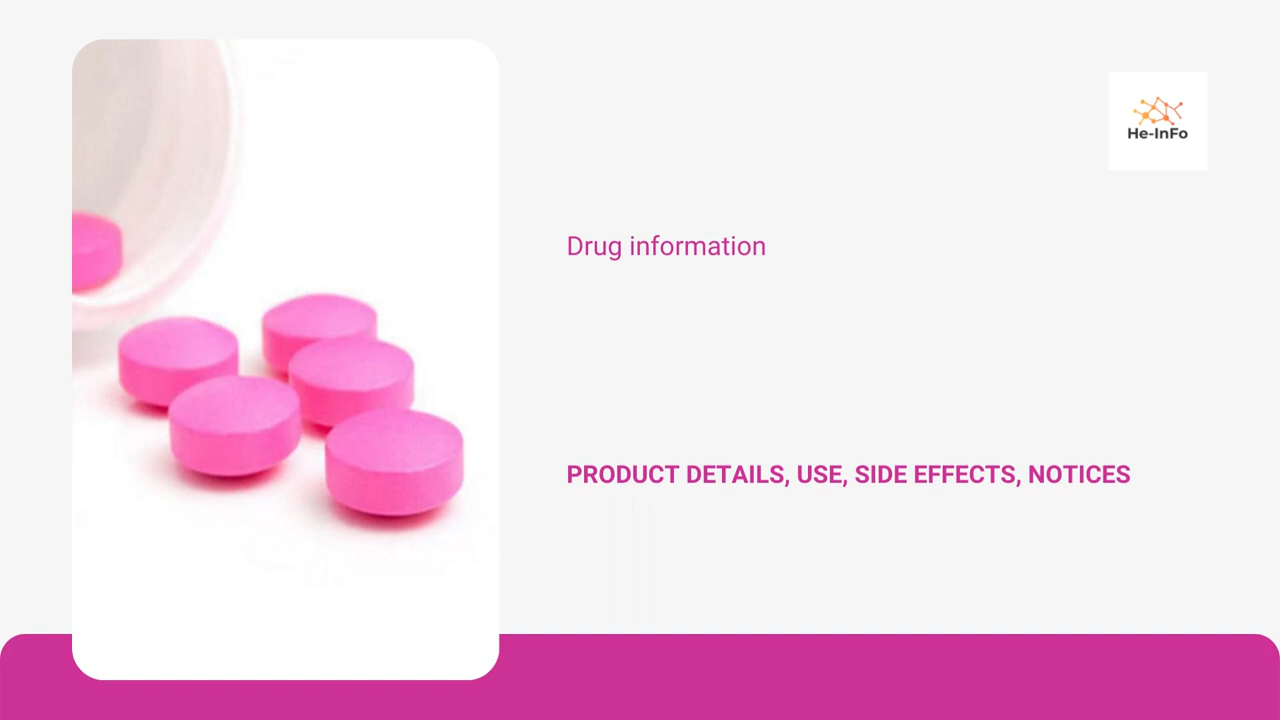 He-InFo
Drug information
PRODUCT DETAILS, USE, SIDE EFFECTS, NOTICES